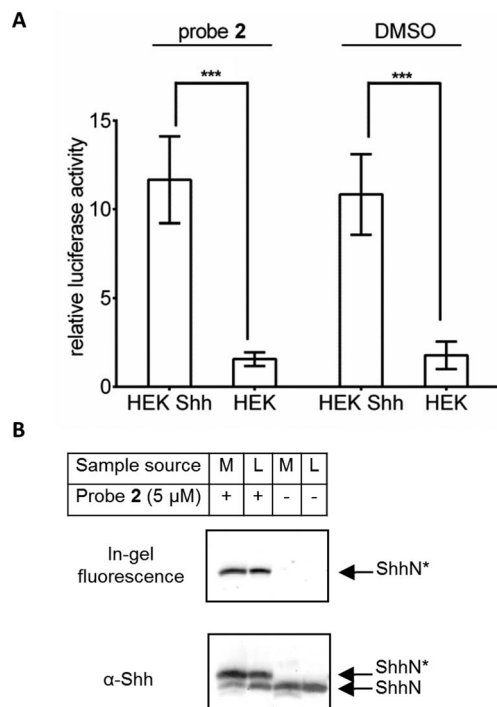 A
probe 2 DMSO
*** ***
15
10
5
0
relative luciferase activity
HEK Shh HEK HEK Shh HEK
B
Sample source M L M L
Probe 2 (5 μM) + + - -
In-gel
fluorescence
ShhN*
α-Shh
ShhN*
ShhN